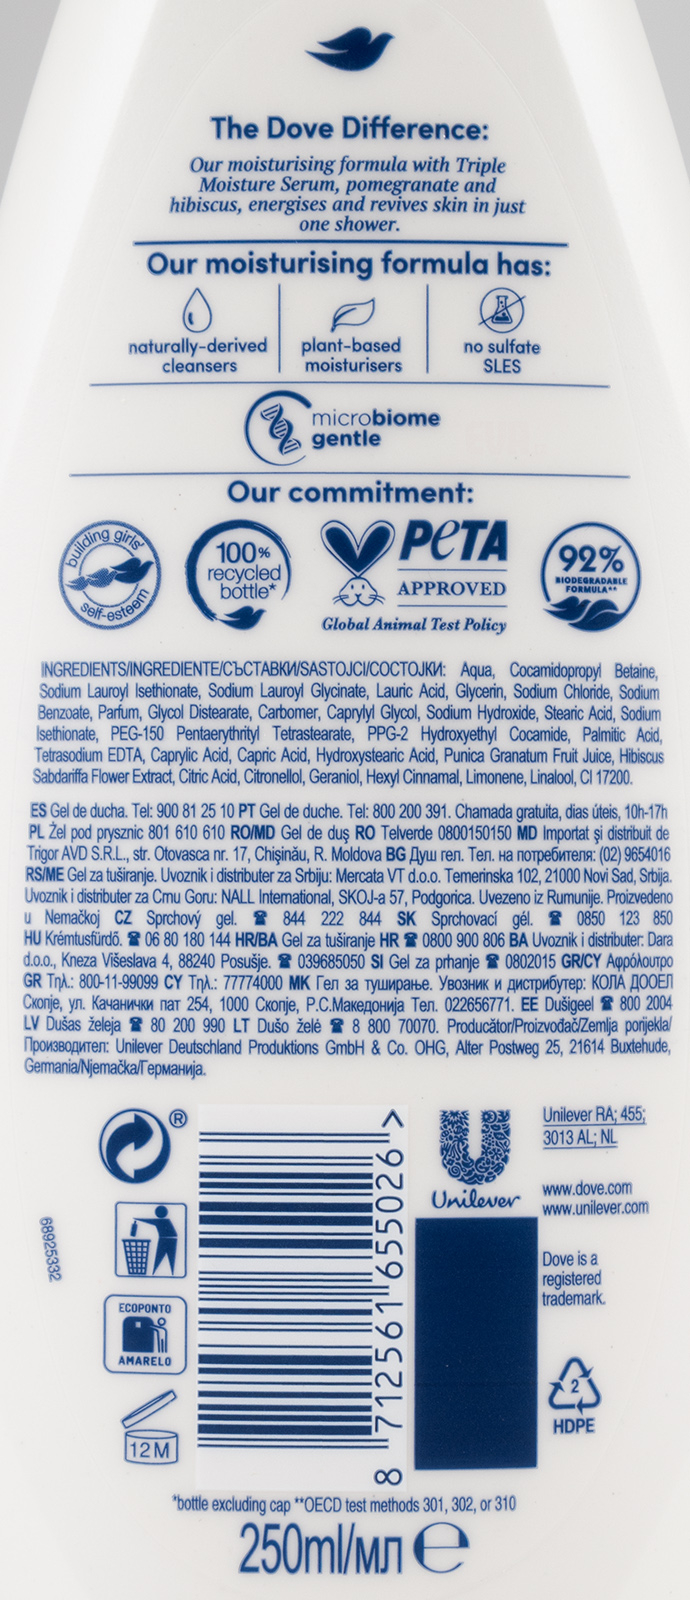 The Dove Difference:
Our moisturising formula with Triple
Moisture Serum, pomegranate and
hibiscus, energises and revives skin in just
one shower.
Our moisturising formula has:
naturally-derived
cleansers
plant-based
moisturisers
no sulfate
SLES
microbiome
gentle
Our commitment:
building girls'
self-esteem
100%
recycled
bottle*
PETA
APPROVED
Global Animal Test Policy
92%
BIODEGRADABLE
FORMULA**
INGREDIENTS/INGREDIENTE/СЪСТАВКИ/SASTOJCI/СОСТОЈКИ: Aqua, Cocamidopropyl Betaine,
Sodium Lauroyl Isethionate, Sodium Lauroyl Glycinate, Lauric Acid, Glycerin, Sodium Chloride, Sodium
Benzoate, Parfum, Glycol Distearate, Carbomer, Caprylyl Glycol, Sodium Hydroxide, Stearic Acid, Sodium
Isethionate, PEG-150 Pentaerythrityl Tetrastearate, PPG-2 Hydroxyethyl Cocamide, Palmitic Acid,
Tetrasodium EDTA, Caprylic Acid, Capric Acid, Hydroxystearic Acid, Punica Granatum Fruit Juice, Hibiscus
Sabdariffa Flower Extract, Citric Acid, Citronellol, Geraniol, Hexyl Cinnamal, Limonene, Linalool, CI 17200.
ES Gel de ducha. Tel: 900 81 25 10 PT Gel de duche. Tel: 800 200 391. Chamada gratuita, dias úteis, 10h-17h
PL Żel pod prysznic 801 610 610 RO/MD Gel de duş RO Telverde 0800150150 MD Importat şi distribuit de
Trigor AVD S.R.L., str. Otovasca nr. 17, Chişinău, R. Moldova BG Душ гел. Тел. на потребителя: (02) 9654016
RS/ME Gel za tuširanje. Uvoznik i distributer za Srbiju: Mercata VT d.o.o. Temerinska 102, 21000 Novi Sad, Srbija.
Uvoznik i distributer za Crnu Goru: NALL International, SKOJ-a 57, Podgorica. Uvezeno iz Rumunije. Proizvedeno
u Nemačkoj CZ Sprchový gel. ☎ 844 222 844 SK Sprchovací gél. ☎ 0850 123 850
HU Krémtusfürdő. ☎ 06 80 180 144 HR/BA Gel za tuširanje HR ☎ 0800 900 806 BA Uvoznik i distributer: Dara
d.o.o., Kneza Višeslava 4, 88240 Posušje. ☎ 039685050 SI Gel za prhanje ☎ 0802015 GR/CY Αφρόλουτρο
GR Τηλ.: 800-11-99099 CY Τηλ.: 77774000 MK Гел за туширање. Увозник и дистрибутер: КОЛА ДООЕЛ
Скопје, ул. Качанички пат 254, 1000 Скопје, Р.С.Македонија Тел. 022656771. EE Dušigeel ☎ 800 2004
LV Dušas želeja ☎ 80 200 990 LT Dušo želė ☎ 8 800 70070. Producător/Proizvođač/Zemlja porijekla/
Производител: Unilever Deutschland Produktions GmbH & Co. OHG, Alter Postweg 25, 21614 Buxtehude,
Germania/Njemačka/Германија.
®
68925332
ECOPONTO
AMARELO
12M
8 712561 655026 >
Unilever
Unilever RA; 455;
3013 AL; NL
www.dove.com
www.unilever.com
Dove is a
registered
trademark.
2
HDPE
*bottle excluding cap **OECD test methods 301, 302, or 310
250ml/мл ℮